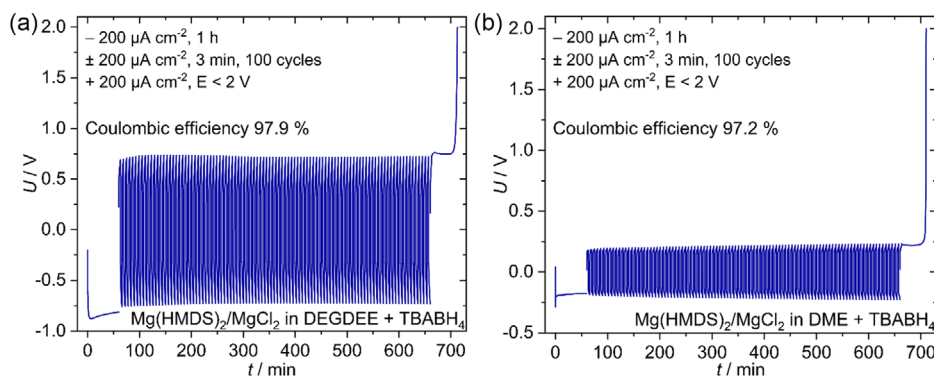 (a)
− 200 µA cm⁻², 1 h
± 200 µA cm⁻², 3 min, 100 cycles
+ 200 µA cm⁻², E < 2 V
Coulombic efficiency 97.9 %
2.0
1.5
1.0
0.5
0.0
-0.5
-1.0
U / V
Mg(HMDS)₂/MgCl₂ in DEGDEE + TBABH₄
0 100 200 300 400 500 600 700
t / min
(b)
− 200 µA cm⁻², 1 h
± 200 µA cm⁻², 3 min, 100 cycles
+ 200 µA cm⁻², E < 2 V
Coulombic efficiency 97.2 %
2.0
1.5
1.0
0.5
0.0
-0.5
U / V
Mg(HMDS)₂/MgCl₂ in DME + TBABH₄
0 100 200 300 400 500 600 700
t / min